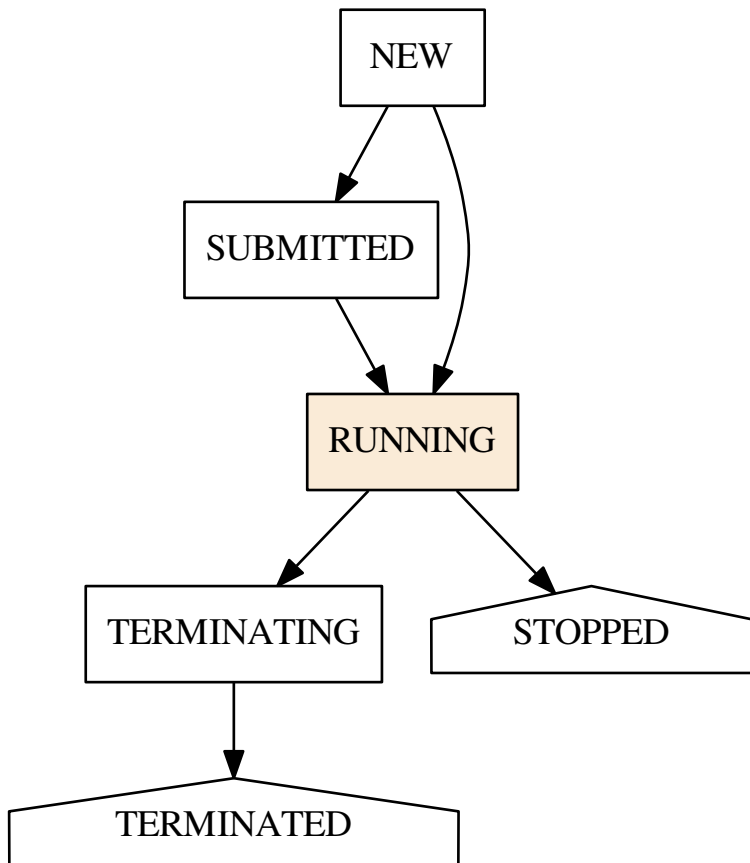 NEW
SUBMITTED
RUNNING
TERMINATING
STOPPED
TERMINATED